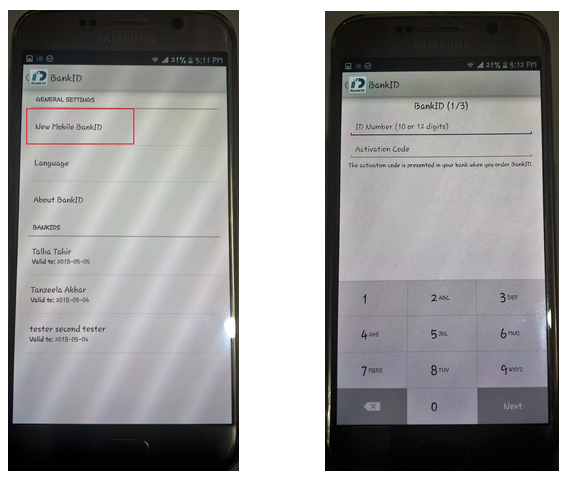 SAMSUNG
21% 5:11 PM
BankID
GENERAL SETTINGS
New Mobile BankID
Language
About BankID
BANKIDS
Talha Tahir
Valid to: 2018-05-05
Tanzeela Akbar
Valid to: 2018-05-04
tester second tester
Valid to: 2018-05-04
SAMSUNG
21% 5:12 PM
BankID
BankID (1/3)
ID Number (10 or 12 digits)
Activation Code
The activation code is presented in your bank when you order BankID.
1 2 ABC 3 DEF
4 GHI 5 JKL 6 MNO
7 PQRS 8 TUV 9 WXYZ
0 Next